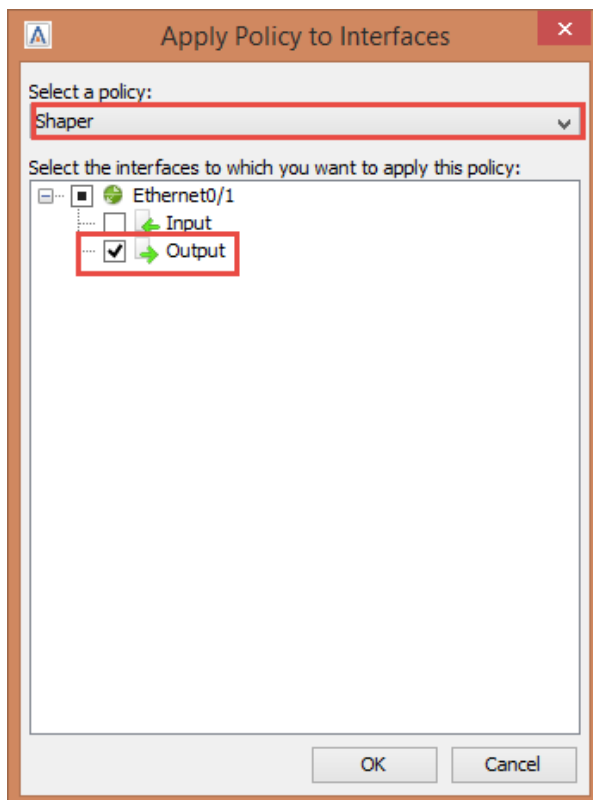 Apply Policy to Interfaces
Select a policy:
Shaper
Select the interfaces to which you want to apply this policy:
Ethernet0/1
Input
Output
OK
Cancel